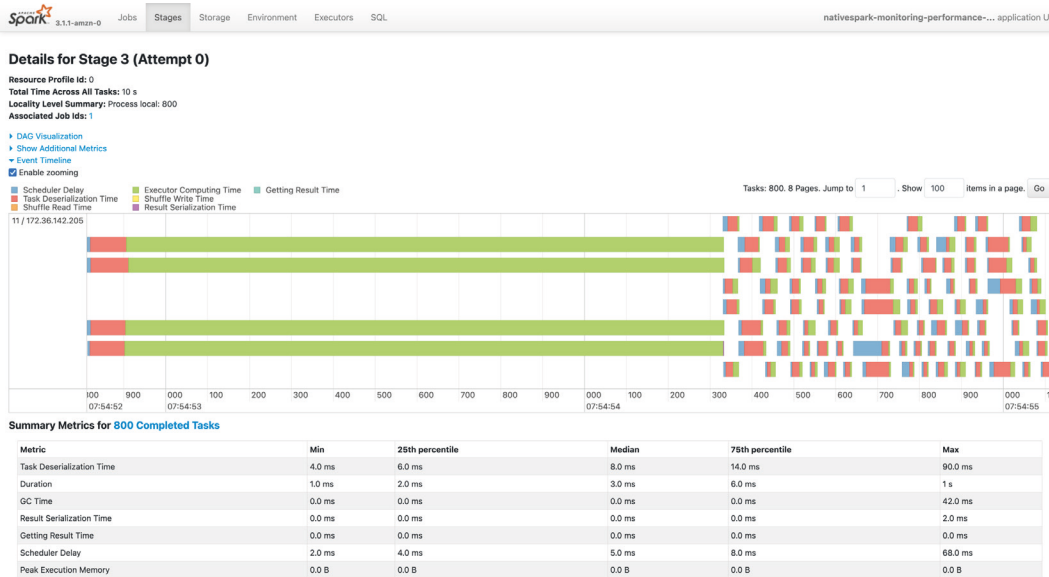 APACHE Spark 3.1.1-amzn-0 Jobs Stages Storage Environment Executors SQL nativespark-monitoring-performance-... application U
Details for Stage 3 (Attempt 0)
Resource Profile Id: 0
Total Time Across All Tasks: 10 s
Locality Level Summary: Process local: 800
Associated Job Ids: 1
DAG Visualization
Show Additional Metrics
Event Timeline
Enable zooming
Scheduler Delay Executor Computing Time Getting Result Time
Task Deserialization Time Shuffle Write Time
Shuffle Read Time Result Serialization Time
Tasks: 800. 8 Pages. Jump to 1 . Show 100 items in a page. Go
11 / 172.36.142.205
300 900 000 100 200 300 400 500 600 700 800 900 000 100 200 300 400 500 600 700 800 900 000 1
07:54:52 07:54:53 07:54:54 07:54:55
Summary Metrics for 800 Completed Tasks
Metric Min 25th percentile Median 75th percentile Max
Task Deserialization Time 4.0 ms 6.0 ms 8.0 ms 14.0 ms 90.0 ms
Duration 1.0 ms 2.0 ms 3.0 ms 6.0 ms 1 s
GC Time 0.0 ms 0.0 ms 0.0 ms 0.0 ms 42.0 ms
Result Serialization Time 0.0 ms 0.0 ms 0.0 ms 0.0 ms 2.0 ms
Getting Result Time 0.0 ms 0.0 ms 0.0 ms 0.0 ms 0.0 ms
Scheduler Delay 2.0 ms 4.0 ms 5.0 ms 8.0 ms 68.0 ms
Peak Execution Memory 0.0 B 0.0 B 0.0 B 0.0 B 0.0 B